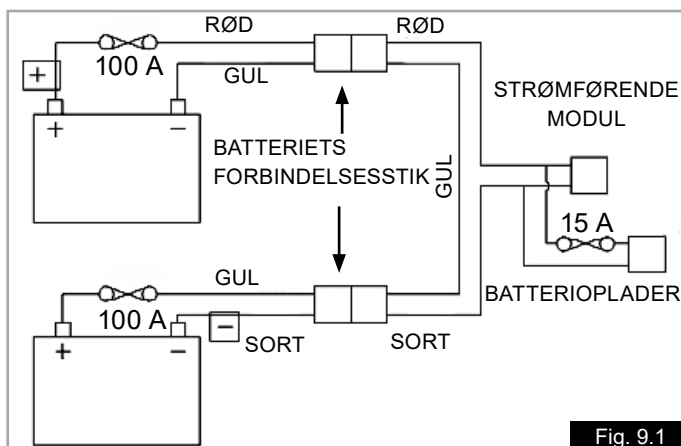 RØD
RØD
+
100 A
GUL
+
−
BATTERIETS
FORBINDELSESSTIK
GUL
STRØMFØRENDE
MODUL
15 A
BATTERIOPLADER
GUL
100 A
−
SORT
SORT
+
−
Fig. 9.1